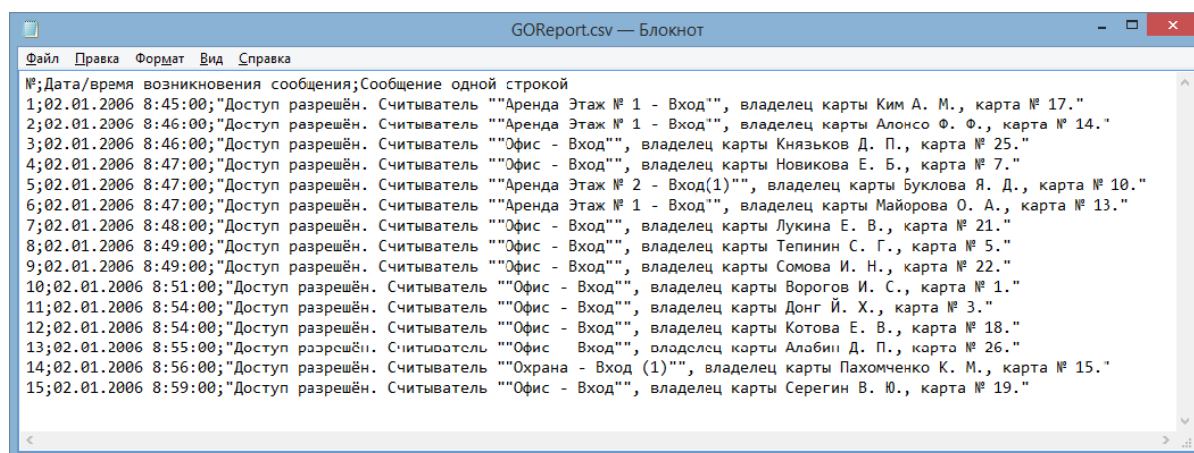 GOReport.csv — Блокнот
Файл Правка Формат Вид Справка
№;Дата/время возникновения сообщения;Сообщение одной строкой
1;02.01.2006 8:45:00;"Доступ разрешён. Считыватель ""Аренда Этаж № 1 - Вход"", владелец карты Ким А. М., карта № 17."
2;02.01.2006 8:46:00;"Доступ разрешён. Считыватель ""Аренда Этаж № 1 - Вход"", владелец карты Алонсо Ф. Ф., карта № 14."
3;02.01.2006 8:46:00;"Доступ разрешён. Считыватель ""Офис - Вход"", владелец карты Князьков Д. П., карта № 25."
4;02.01.2006 8:47:00;"Доступ разрешён. Считыватель ""Офис - Вход"", владелец карты Новикова Е. Б., карта № 7."
5;02.01.2006 8:47:00;"Доступ разрешён. Считыватель ""Аренда Этаж № 2 - Вход(1)"", владелец карты Буклова Я. Д., карта № 10."
6;02.01.2006 8:47:00;"Доступ разрешён. Считыватель ""Аренда Этаж № 1 - Вход"", владелец карты Майорова О. А., карта № 13."
7;02.01.2006 8:48:00;"Доступ разрешён. Считыватель ""Офис - Вход"", владелец карты Лукина Е. В., карта № 21."
8;02.01.2006 8:49:00;"Доступ разрешён. Считыватель ""Офис - Вход"", владелец карты Тепинин С. Г., карта № 5."
9;02.01.2006 8:49:00;"Доступ разрешён. Считыватель ""Офис - Вход"", владелец карты Сомова И. Н., карта № 22."
10;02.01.2006 8:51:00;"Доступ разрешён. Считыватель ""Офис - Вход"", владелец карты Ворогов И. С., карта № 1."
11;02.01.2006 8:54:00;"Доступ разрешён. Считыватель ""Офис - Вход"", владелец карты Донг Й. Х., карта № 3."
12;02.01.2006 8:54:00;"Доступ разрешён. Считыватель ""Офис - Вход"", владелец карты Котова Е. В., карта № 18."
13;02.01.2006 8:55:00;"Доступ разрешён. Считыватель ""Офис - Вход"", владелец карты Алабин Д. П., карта № 26."
14;02.01.2006 8:56:00;"Доступ разрешён. Считыватель ""Охрана - Вход (1)"", владелец карты Пахомченко К. М., карта № 15."
15;02.01.2006 8:59:00;"Доступ разрешён. Считыватель ""Офис - Вход"", владелец карты Серегин В. Ю., карта № 19."